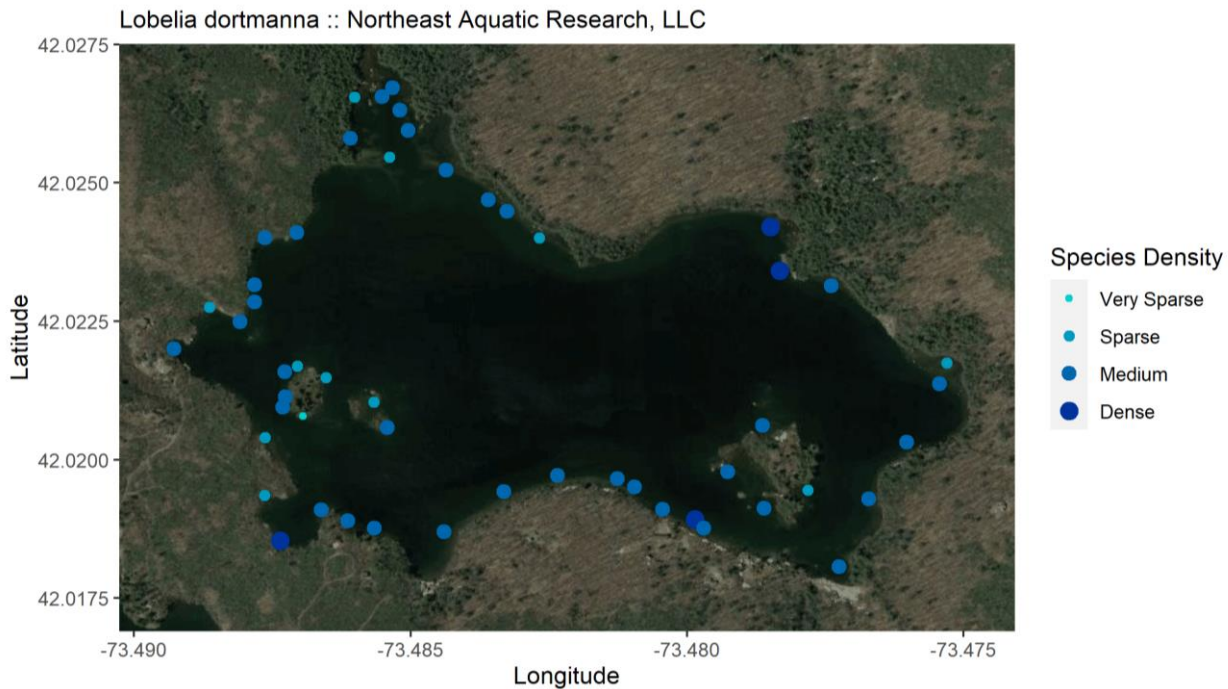 Lobelia dortmanna :: Northeast Aquatic Research, LLC
42.0275
42.0250
42.0225
42.0200
42.0175
Latitude
-73.490
-73.485
-73.480
-73.475
Longitude
Species Density
Very Sparse
Sparse
Medium
Dense